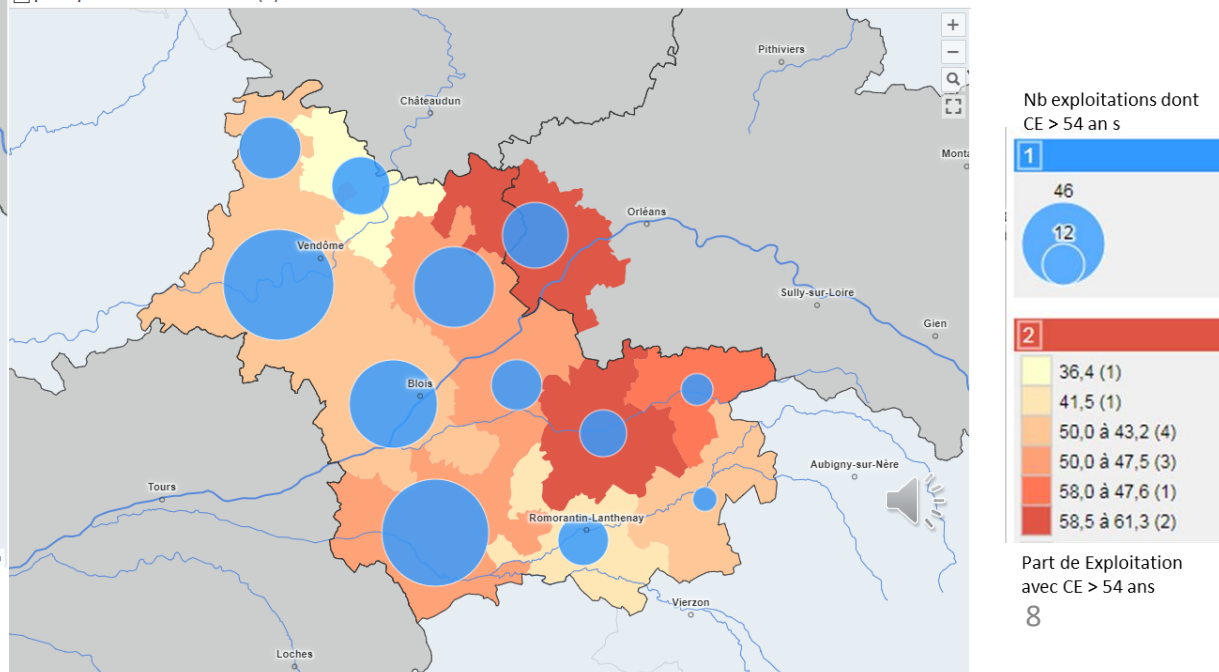 +
−
Pithiviers
Châteaudun
Orléans
Vendôme
Sully-sur-Loire
Gien
Blois
Aubigny-sur-Nère
Tours
Romorantin-Lanthenay
Vierzon
Loches
Nb exploitations dont
CE > 54 an s
1
46
12
2
36,4 (1)
41,5 (1)
50,0 à 43,2 (4)
50,0 à 47,5 (3)
58,0 à 47,6 (1)
58,5 à 61,3 (2)
Part de Exploitation
avec CE > 54 ans
8